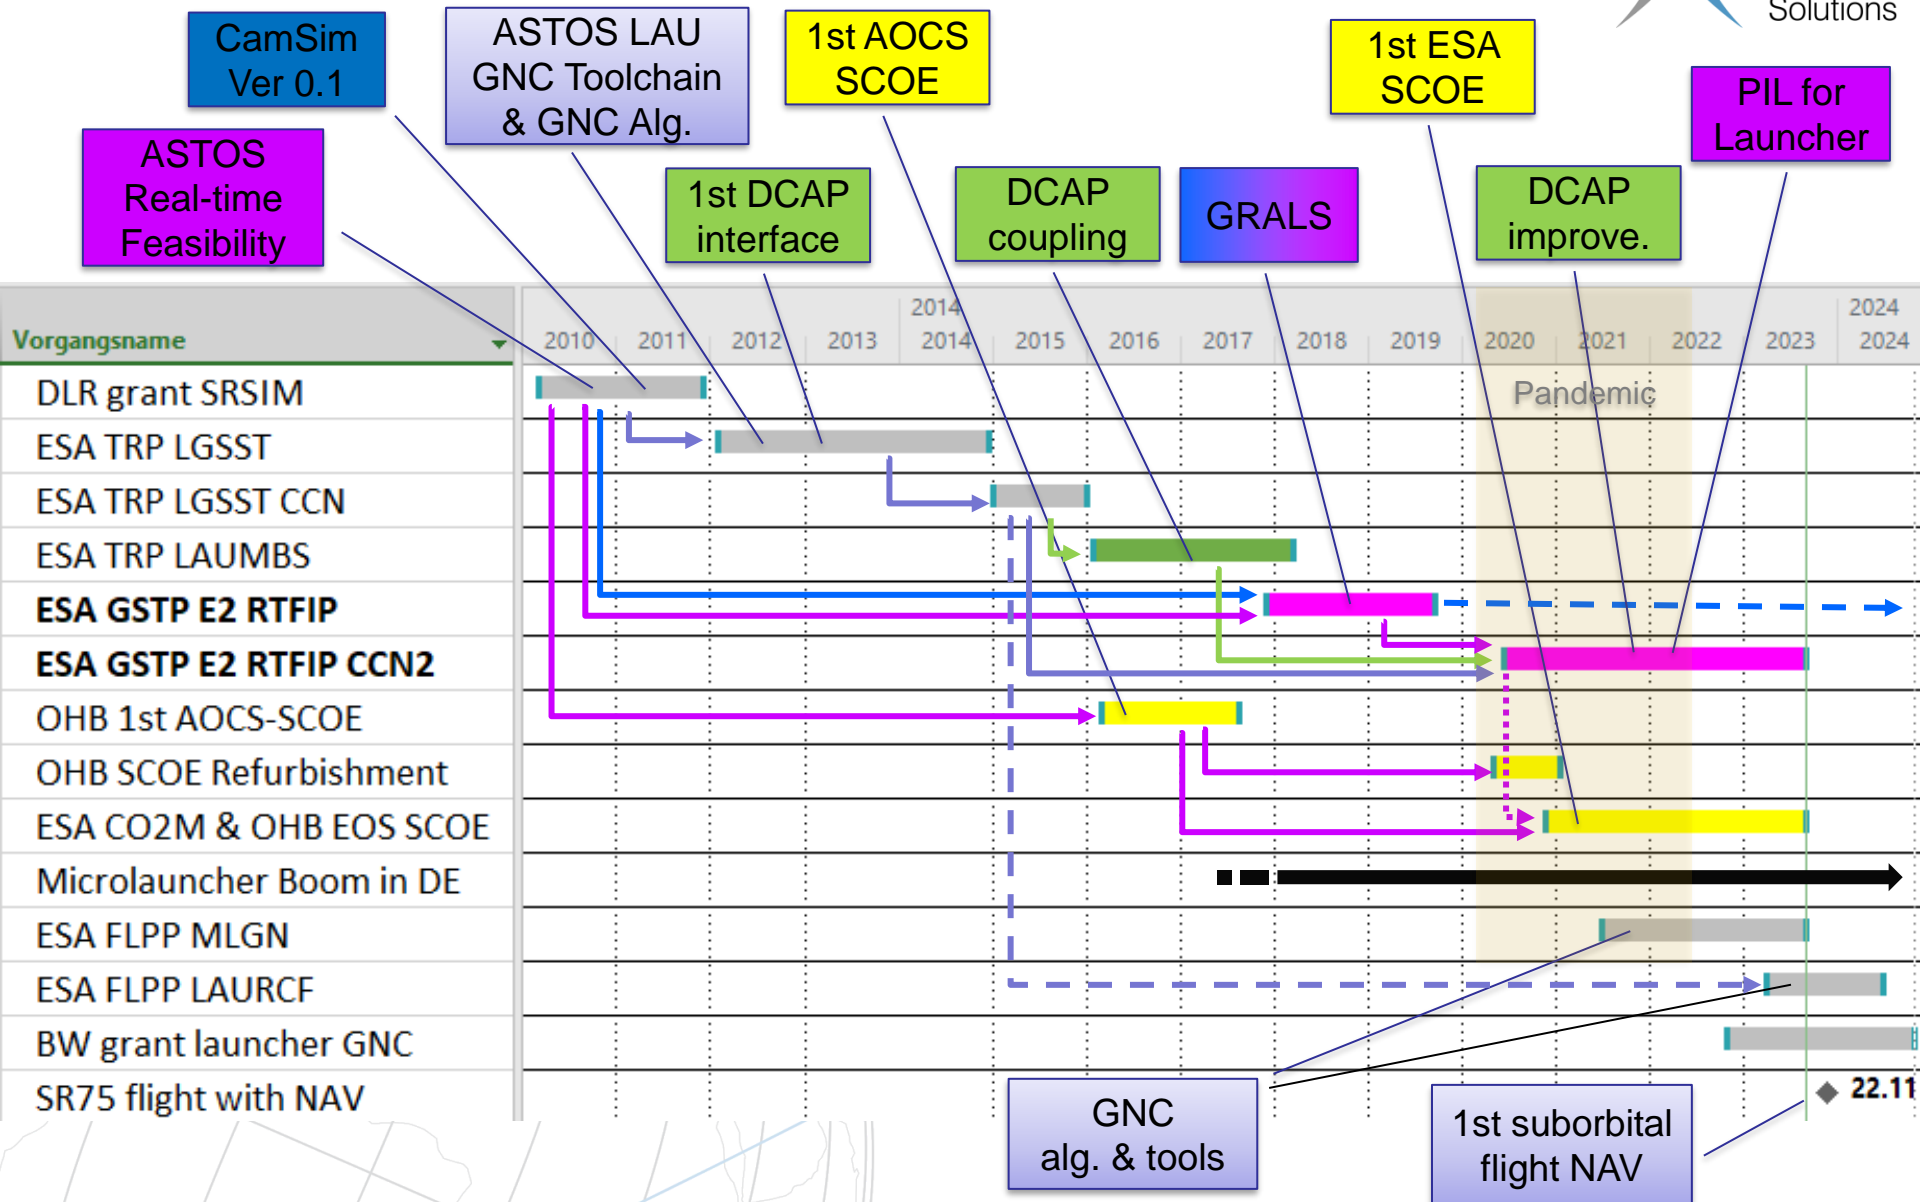 Solutions
CamSim
Ver 0.1
ASTOS LAU
GNC Toolchain
& GNC Alg.
1st AOCS
SCOE
1st ESA
SCOE
PIL for
Launcher
ASTOS
Real-time
Feasibility
1st DCAP
interface
DCAP
coupling
GRALS
DCAP
improve.
2014
2024
Vorgangsname
2010 2011 2012 2013 2014 2015 2016 2017 2018 2019 2020 2021 2022 2023 2024
Pandemic
DLR grant SRSIM
ESA TRP LGSST
ESA TRP LGSST CCN
ESA TRP LAUMBS
ESA GSTP E2 RTFIP
ESA GSTP E2 RTFIP CCN2
OHB 1st AOCS-SCOE
OHB SCOE Refurbishment
ESA CO2M & OHB EOS SCOE
Microlauncher Boom in DE
ESA FLPP MLGN
ESA FLPP LAURCF
BW grant launcher GNC
SR75 flight with NAV
22.11
GNC
alg. & tools
1st suborbital
flight NAV